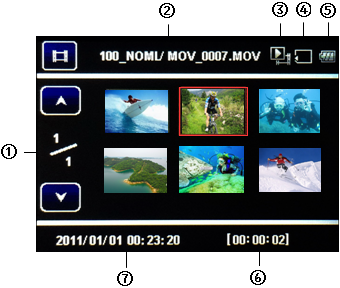 ② ③ ④ ⑤
100_NOML/ MOV_0007.MOV
①
1/1
2011/01/01 00:23:20 [00:00:02]
⑦ ⑥